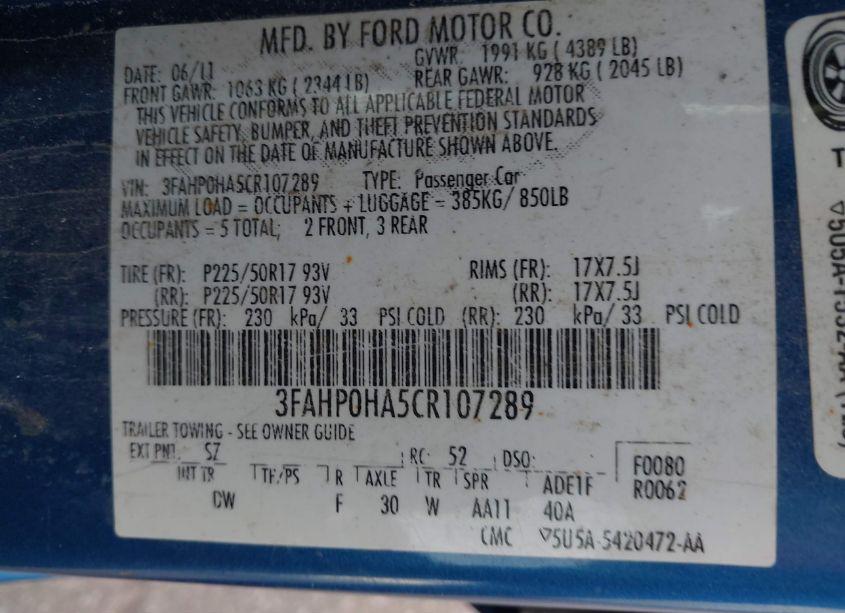 MFD. BY FORD MOTOR CO.
DATE: 06/11 GVWR: 1991 KG ( 4389 LB)
FRONT GAWR: 1063 KG ( 2344 LB) REAR GAWR: 928 KG ( 2045 LB)
THIS VEHICLE CONFORMS TO ALL APPLICABLE FEDERAL MOTOR
VEHICLE SAFETY, BUMPER, AND THEFT PREVENTION STANDARDS
IN EFFECT ON THE DATE OF MANUFACTURE SHOWN ABOVE.
VIN: 3FAHP0HA5CR107289 TYPE: Passenger Car
MAXIMUM LOAD = OCCUPANTS + LUGGAGE = 385KG/ 850LB
OCCUPANTS = 5 TOTAL; 2 FRONT, 3 REAR
TIRE (FR): P225/50R17 93V RIMS (FR): 17X7.5J
(RR): P225/50R17 93V (RR): 17X7.5J
PRESSURE (FR): 230 kPa/ 33 PSI COLD (RR): 230 kPa/ 33 PSI COLD
3FAHP0HA5CR107289
TRAILER TOWING - SEE OWNER GUIDE
EXT PNT: SZ RC: 52 DSO: F0080
INT TR TP/PS R AXLE TR SPR ADE1F R0062
CW F 30 W AA11 40A
CMC 5U5A-5420472-AA
T